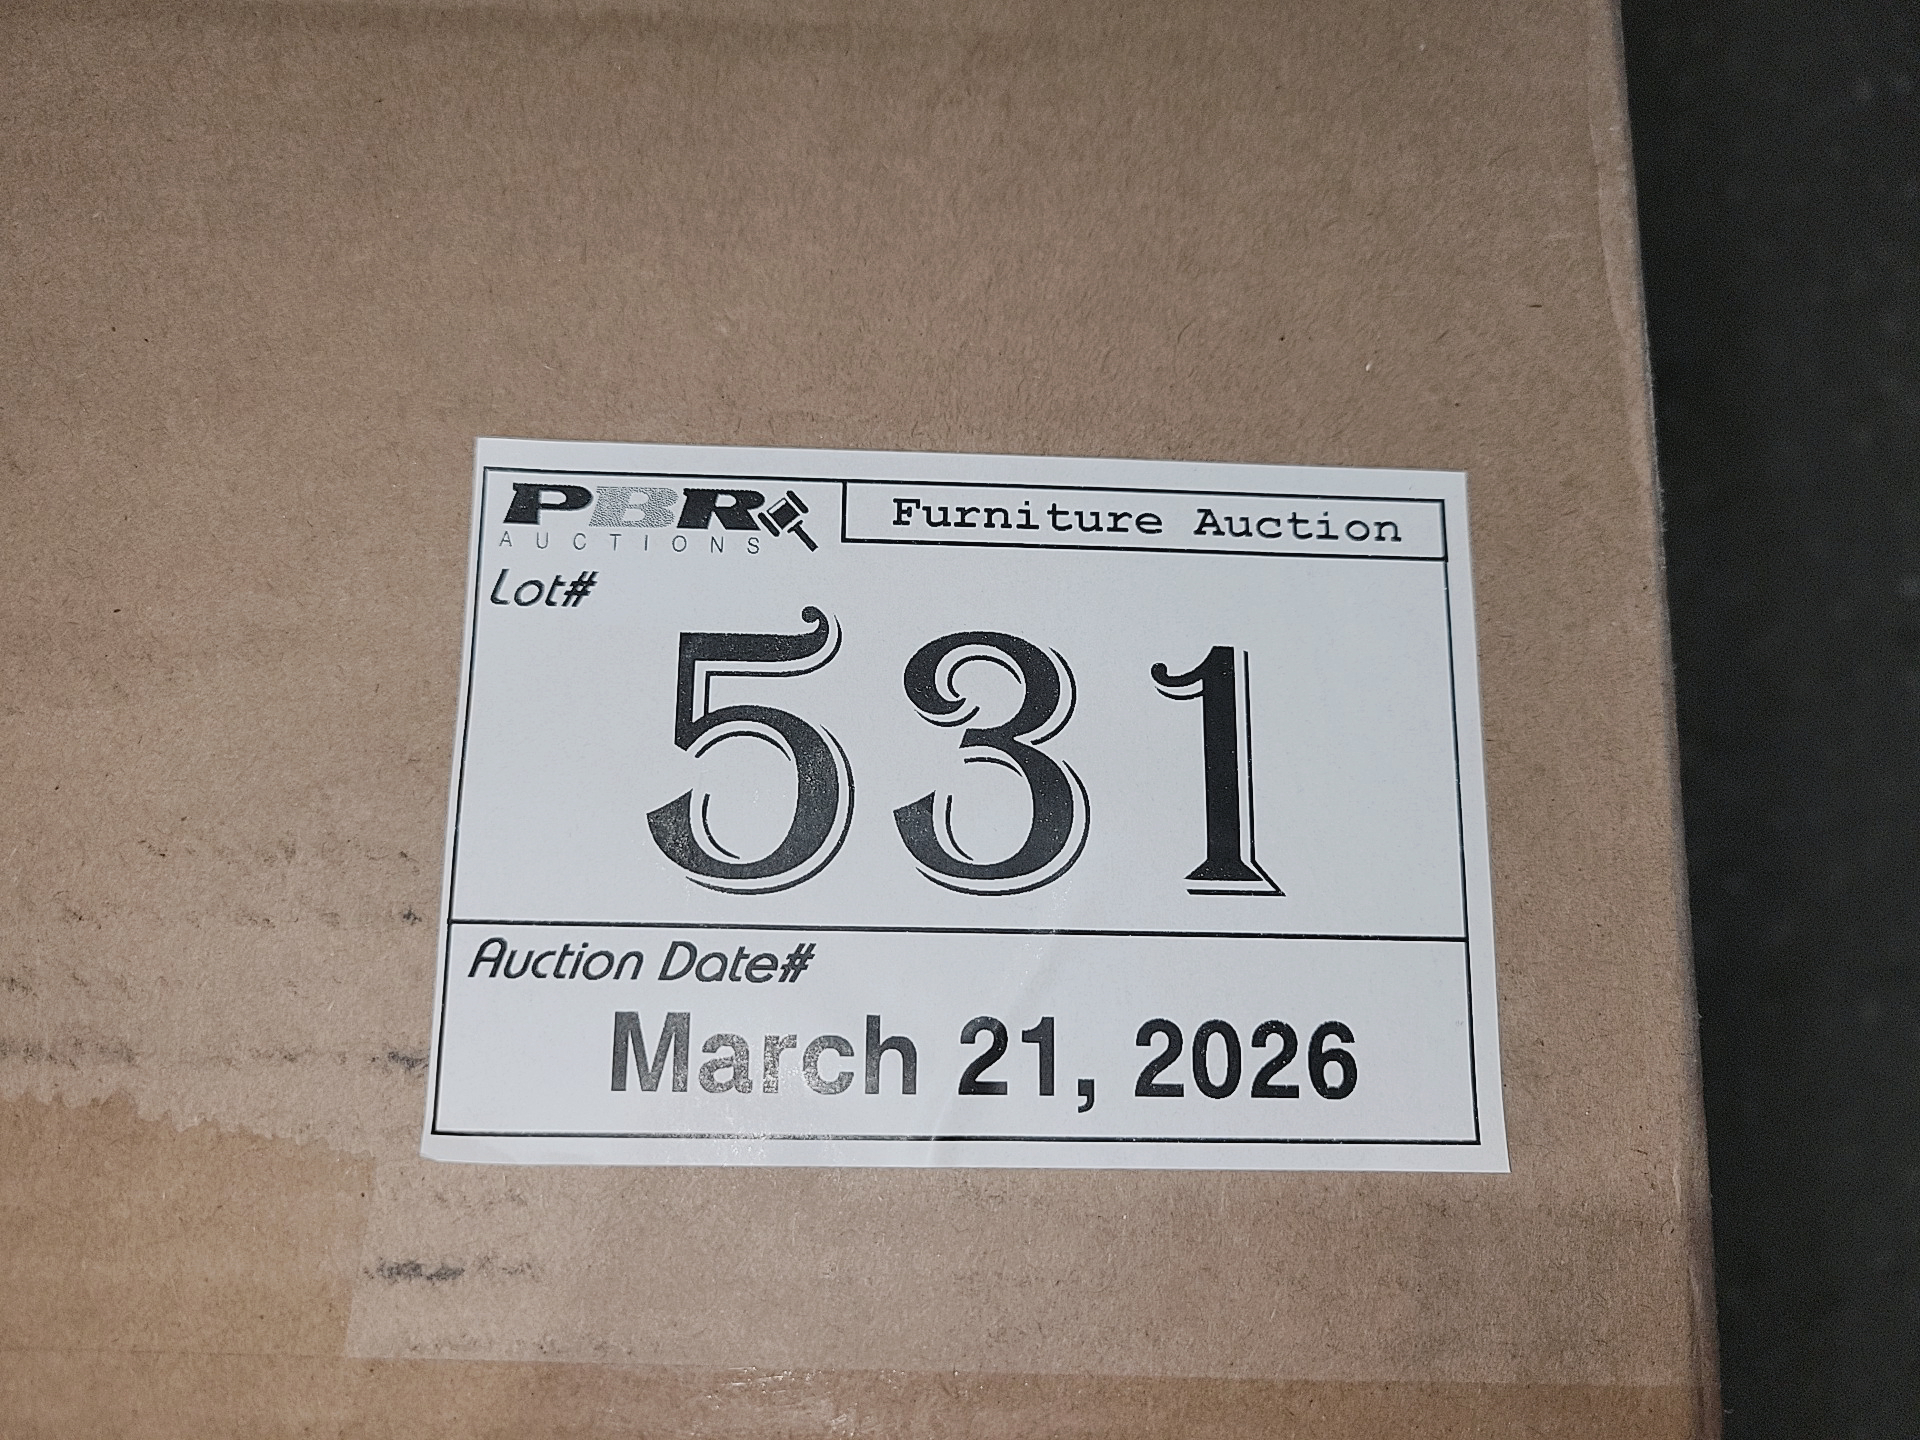 PBR
AUCTIONS
Furniture Auction
Lot#
531
Auction Date#
March 21, 2026